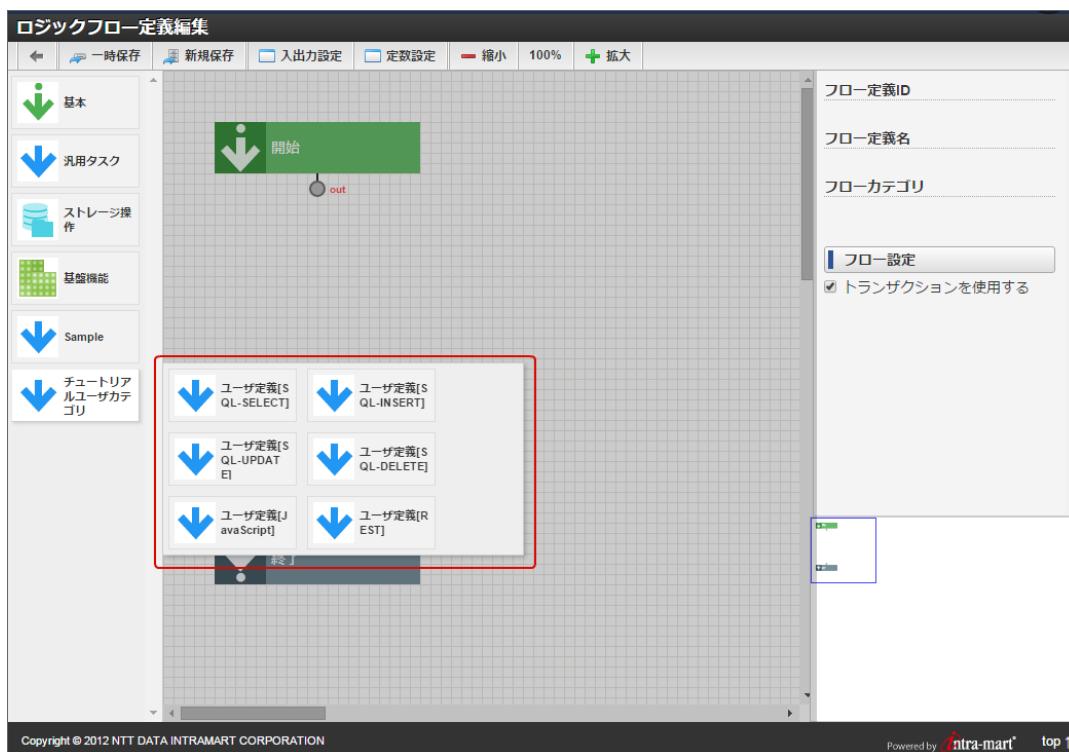 ロジックフロー定義編集
一時保存 新規保存 入出力設定 定数設定 縮小 100% 拡大
基本
汎用タスク
ストレージ操
作
基盤機能
Sample
チュートリア
ルユーザカテ
ゴリ
開始
out
ユーザ定義[S
QL-SELECT]
ユーザ定義[S
QL-INSERT]
ユーザ定義[S
QL-UPDAT
E]
ユーザ定義[S
QL-DELETE]
ユーザ定義[J
avaScript]
ユーザ定義[R
EST]
終了
フロー定義ID
フロー定義名
フローカテゴリ
フロー設定
トランザクションを使用する
Copyright © 2012 NTT DATA INTRAMART CORPORATION
Powered by intra-mart
top ↑